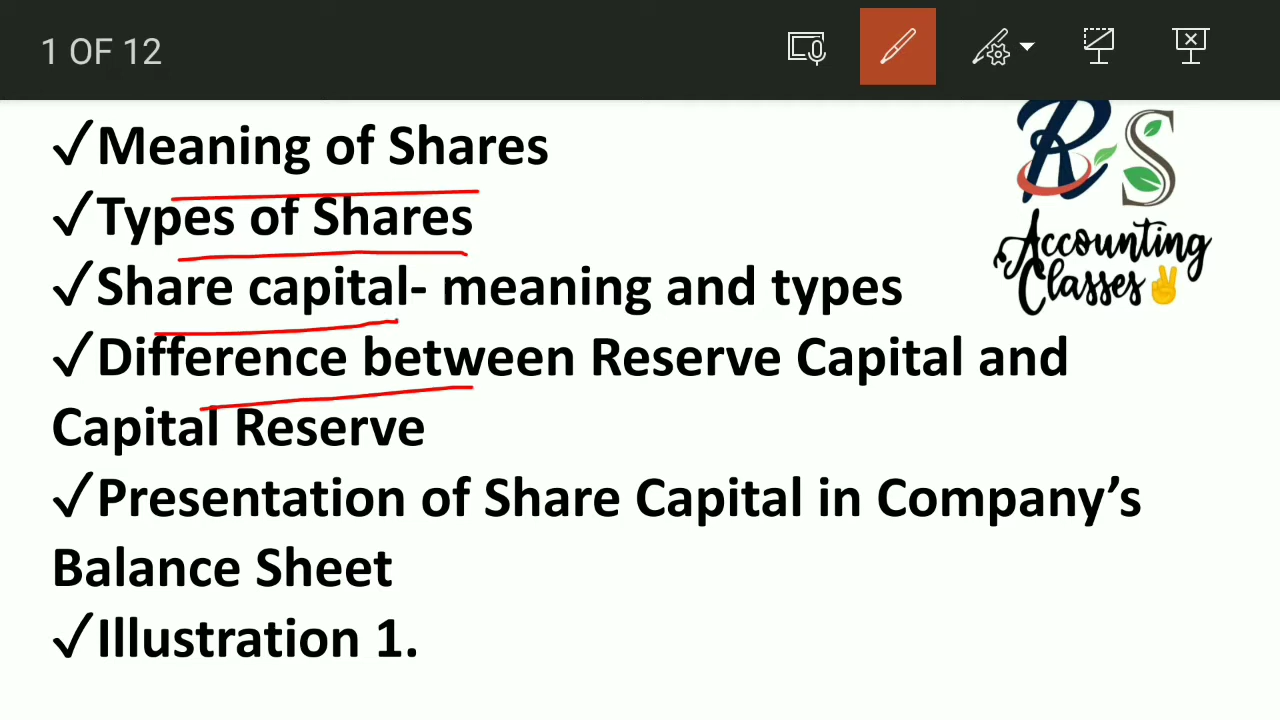 1 OF 12
✓Meaning of Shares
✓Types of Shares
✓Share capital- meaning and types
✓Difference between Reserve Capital and
Capital Reserve
✓Presentation of Share Capital in Company’s
Balance Sheet
✓Illustration 1.
RS
Accounting
Classes✌